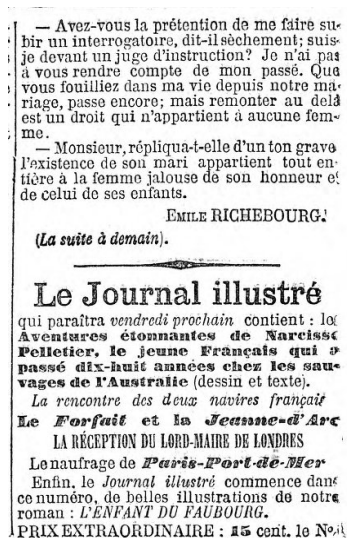 — Avez-vous la prétention de me faire su-
bir un interrogatoire, dit-il sèchement; suis-
je devant un juge d'instruction? Je n'ai pas
à vous rendre compte de mon passé. Que
vous fouilliez dans ma vie depuis notre ma-
riage, passe encore; mais remonter au delà
est un droit qui n'appartient à aucune fem-
me.
— Monsieur, répliqua-t-elle d'un ton grave
l'existence de son mari appartient tout en-
tière à la femme jalouse de son honneur et
de celui de ses enfants.
EMILE RICHEBOURG.
(La suite à demain).
Le Journal illustré
qui paraîtra vendredi prochain contient : les
Aventures étonnantes de Narcisse
Pelletier, le jeune Français qui a
passé dix-huit années chez les sau-
vages de l'Australie (dessin et texte).
La rencontre des deux navires français
Le Forfait et la Jeanne-d'Arc
LA RÉCEPTION DU LORD-MAIRE DE LONDRES
Le naufrage de Paris-Port-de-Mer
Enfin, le Journal illustré commence dans
ce numéro, de belles illustrations de notre
roman : L'ENFANT DU FAUBOURG.
PRIX EXTRAORDINAIRE : 15 cent. le No